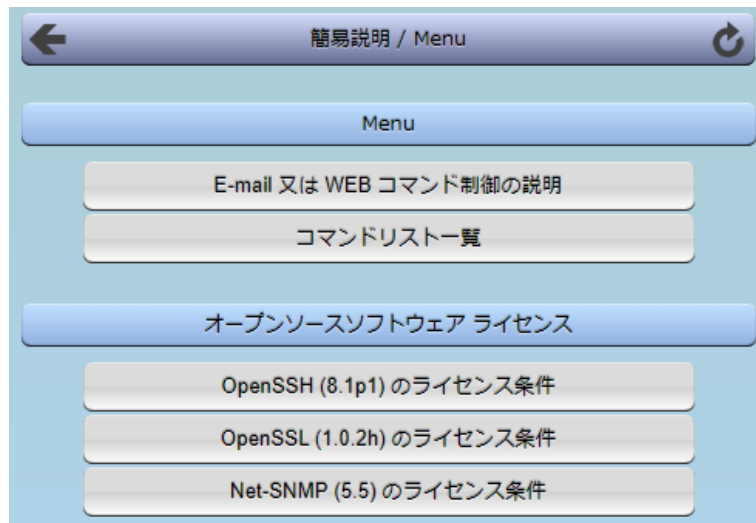 簡易説明 / Menu
Menu
E-mail 又は WEB コマンド制御の説明
コマンドリスト一覧
オープンソースソフトウェア ライセンス
OpenSSH (8.1p1) のライセンス条件
OpenSSL (1.0.2h) のライセンス条件
Net-SNMP (5.5) のライセンス条件